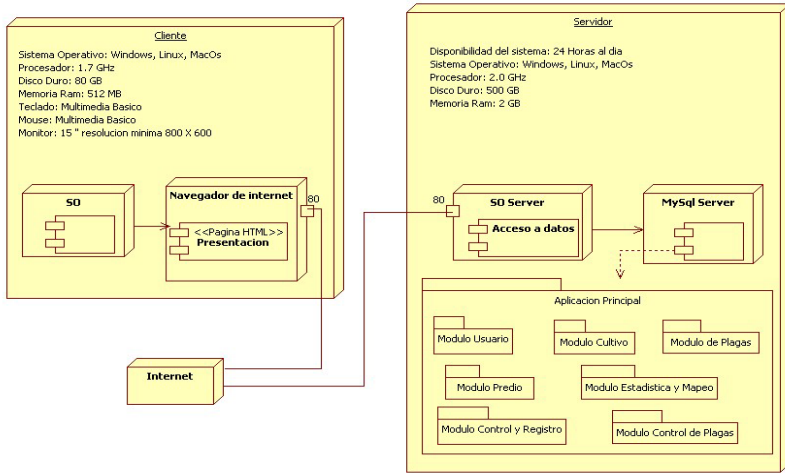 Cliente
Sistema Operativo: Windows, Linux, MacOs
Procesador: 1.7 GHz
Disco Duro: 80 GB
Memoria Ram: 512 MB
Teclado: Multimedia Basico
Mouse: Multimedia Basico
Monitor: 15 " resolucion minima 800 X 600
SO
Navegador de internet
80
<<Pagina HTML>>
Presentacion
Internet
Servidor
Disponibilidad del sistema: 24 Horas al dia
Sistema Operativo: Windows, Linux, MacOs
Procesador: 2.0 GHz
Disco Duro: 500 GB
Memoria Ram: 2 GB
80
SO Server
Acceso a datos
MySql Server
Aplicacion Principal
Modulo Usuario
Modulo Cultivo
Modulo de Plagas
Modulo Predio
Modulo Estadistica y Mapeo
Modulo Control y Registro
Modulo Control de Plagas